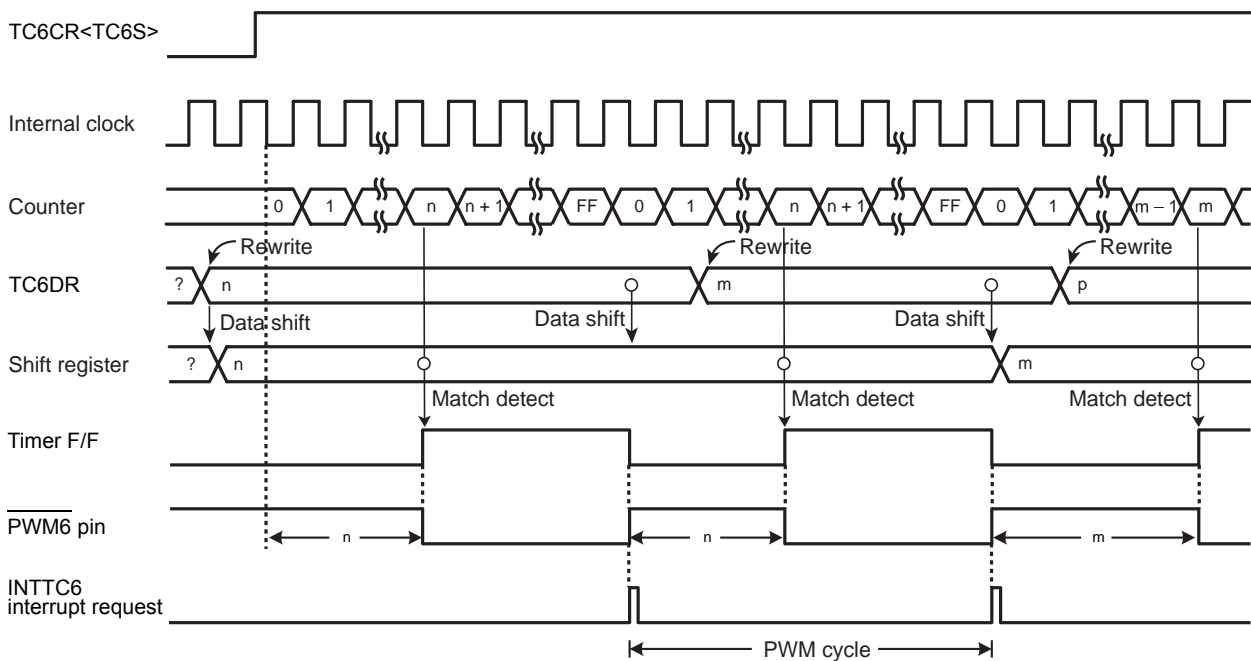 TC6CR<TC6S>
Internal clock
Counter
0 1 n n + 1 FF 0 1 n n + 1 FF 0 1 m – 1 m
Rewrite Rewrite Rewrite
TC6DR
? n m p
Data shift Data shift Data shift
Shift register
? n m
Match detect Match detect Match detect
Timer F/F
PWM6 pin
n n m
INTTC6
interrupt request
PWM cycle